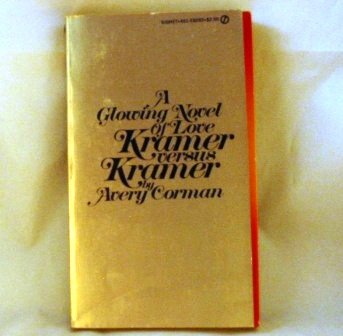 A
Glowing Novel
of Love
Kramer
versus
Kramer
by
Avery Corman